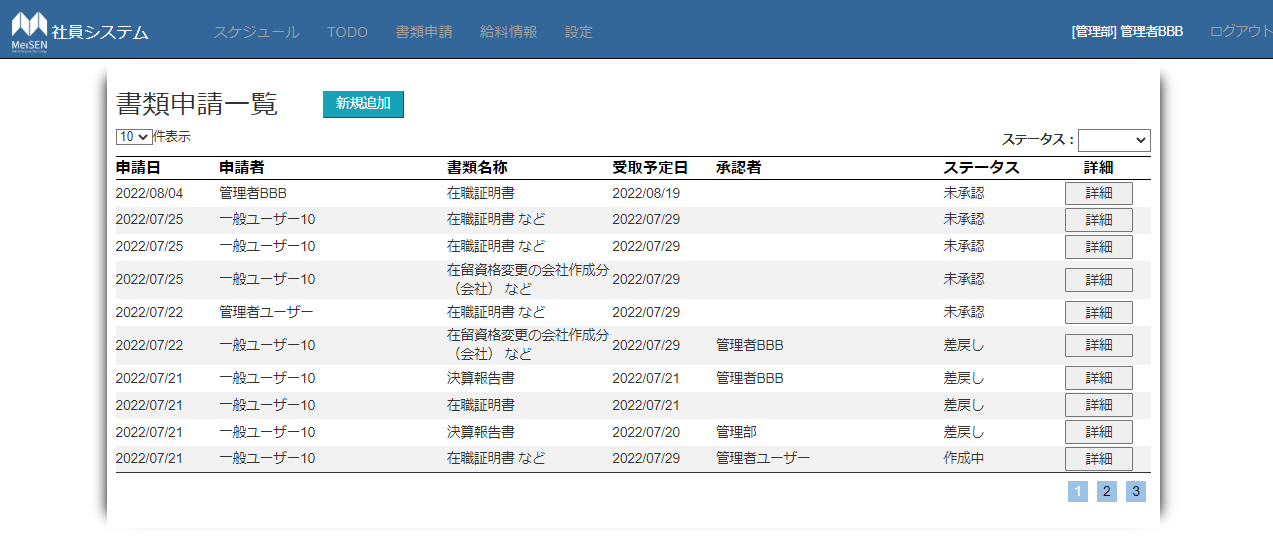 MerSEN 社員システム スケジュール TODO 書類申請 給料情報 設定 [管理部] 管理者BBB ログアウト
書類申請一覧 新規追加
10 件表示 ステータス：
申請日 申請者 書類名称 受取予定日 承認者 ステータス 詳細
2022/08/04 管理者BBB 在職証明書 2022/08/19 未承認 詳細
2022/07/25 一般ユーザー10 在職証明書 など 2022/07/29 未承認 詳細
2022/07/25 一般ユーザー10 在職証明書 など 2022/07/29 未承認 詳細
2022/07/25 一般ユーザー10 在留資格変更の会社作成分 2022/07/29 未承認 詳細
（会社） など
2022/07/22 管理者ユーザー 在職証明書 など 2022/07/29 未承認 詳細
2022/07/22 一般ユーザー10 在留資格変更の会社作成分 2022/07/29 管理者BBB 差戻し 詳細
（会社） など
2022/07/21 一般ユーザー10 決算報告書 2022/07/21 管理者BBB 差戻し 詳細
2022/07/21 一般ユーザー10 在職証明書 2022/07/21 差戻し 詳細
2022/07/21 一般ユーザー10 決算報告書 2022/07/20 管理部 差戻し 詳細
2022/07/21 一般ユーザー10 在職証明書 など 2022/07/29 管理者ユーザー 作成中 詳細
1 2 3